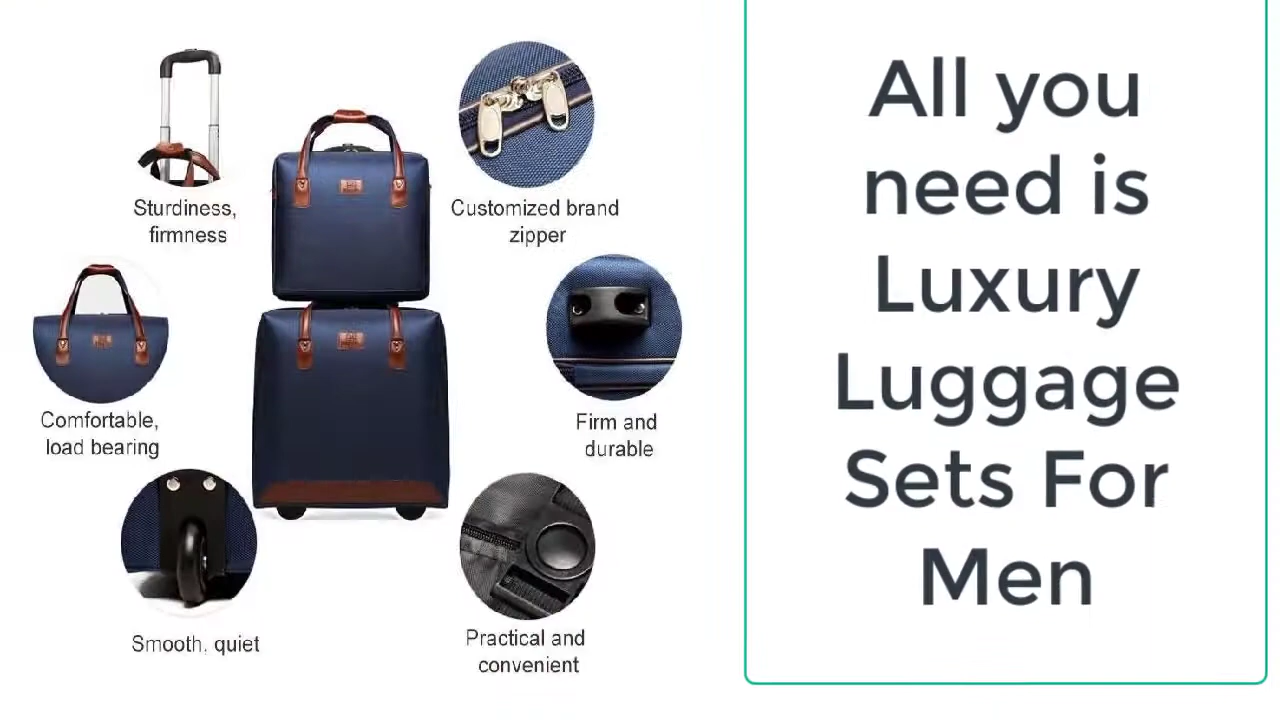 Sturdiness,
firmness
Customized brand
zipper
Comfortable,
load bearing
Firm and
durable
Smooth, quiet
Practical and
convenient
All you
need is
Luxury
Luggage
Sets For
Men